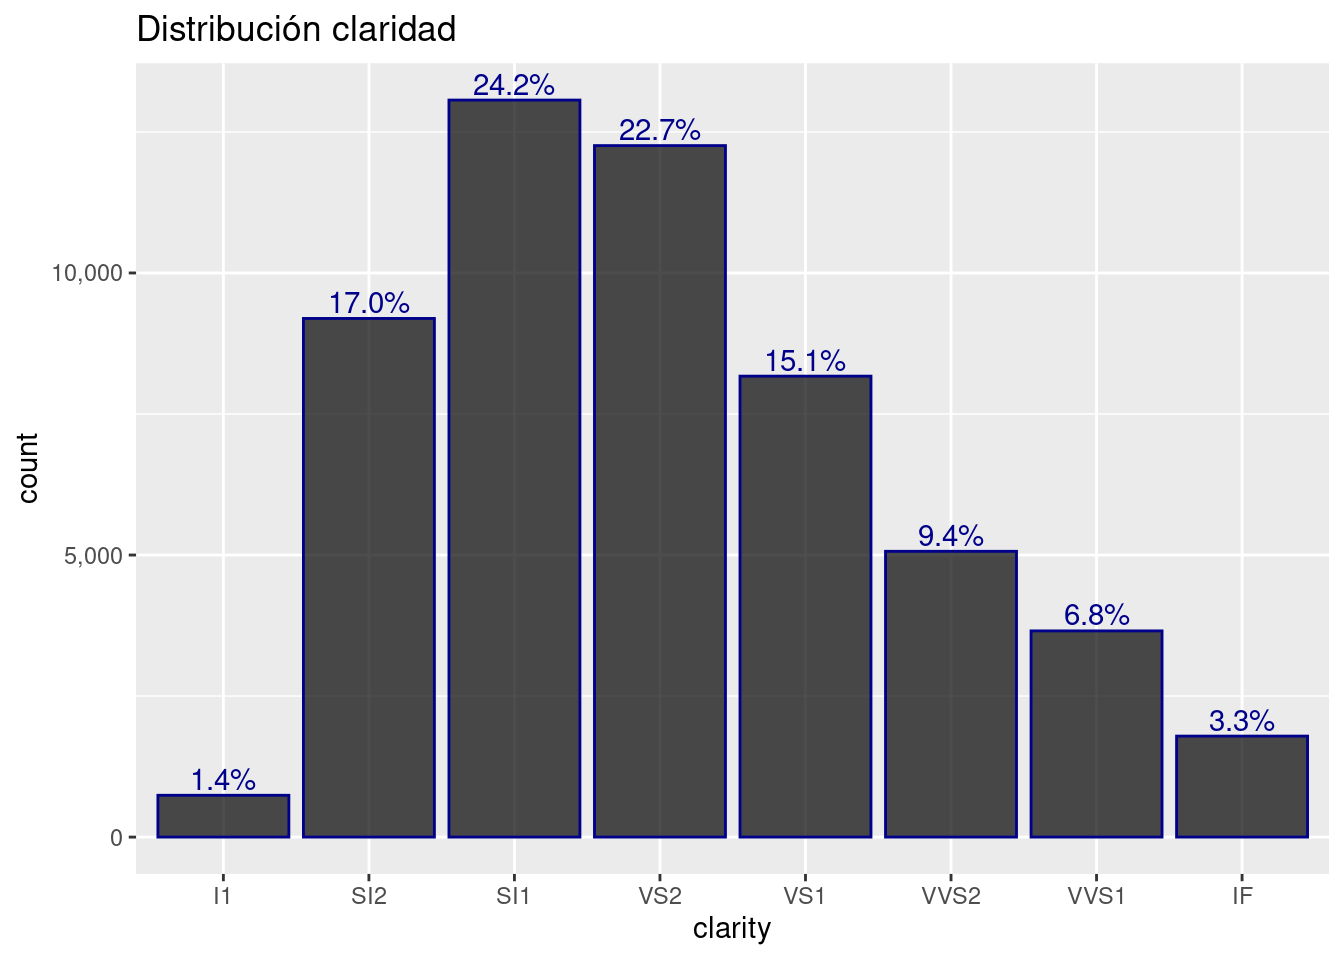 Distribución claridad
24.2%
22.7%
17.0%
15.1%
9.4%
6.8%
3.3%
1.4%
10,000
5,000
0
count
I1 SI2 SI1 VS2 VS1 VVS2 VVS1 IF
clarity